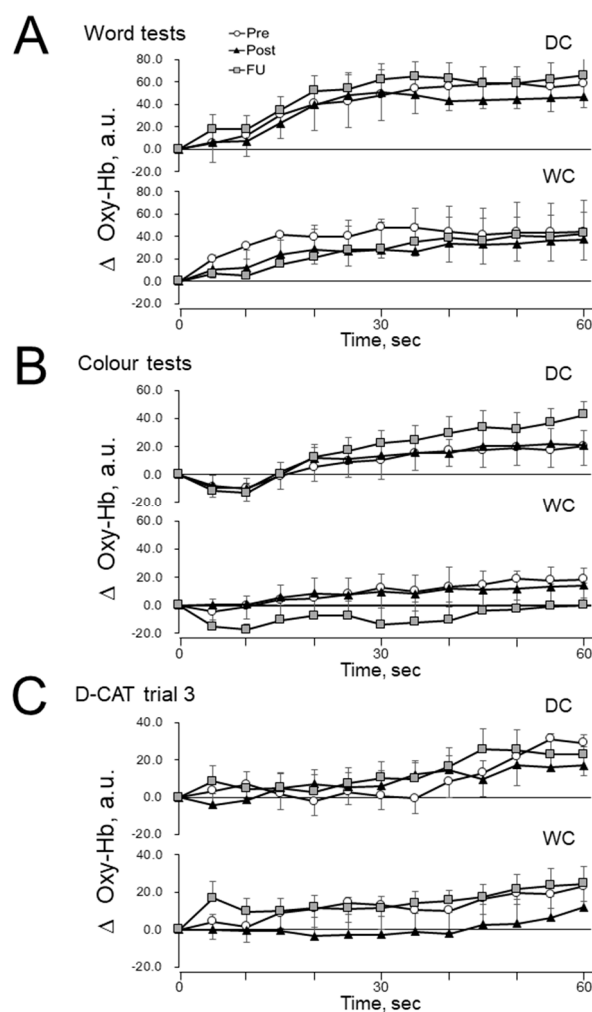 A Word tests
Pre
Post
FU
DC
80.0
60.0
40.0
20.0
0.0
-20.0
WC
80.0
60.0
40.0
20.0
0.0
-20.0
Δ Oxy-Hb, a.u.
0 30 60
Time, sec
B Colour tests
DC
60.0
40.0
20.0
0.0
-20.0
WC
60.0
40.0
20.0
0.0
-20.0
Δ Oxy-Hb, a.u.
0 30 60
Time, sec
C D-CAT trial 3
DC
40.0
20.0
0.0
-20.0
WC
40.0
20.0
0.0
-20.0
Δ Oxy-Hb, a.u.
0 30 60
Time, sec